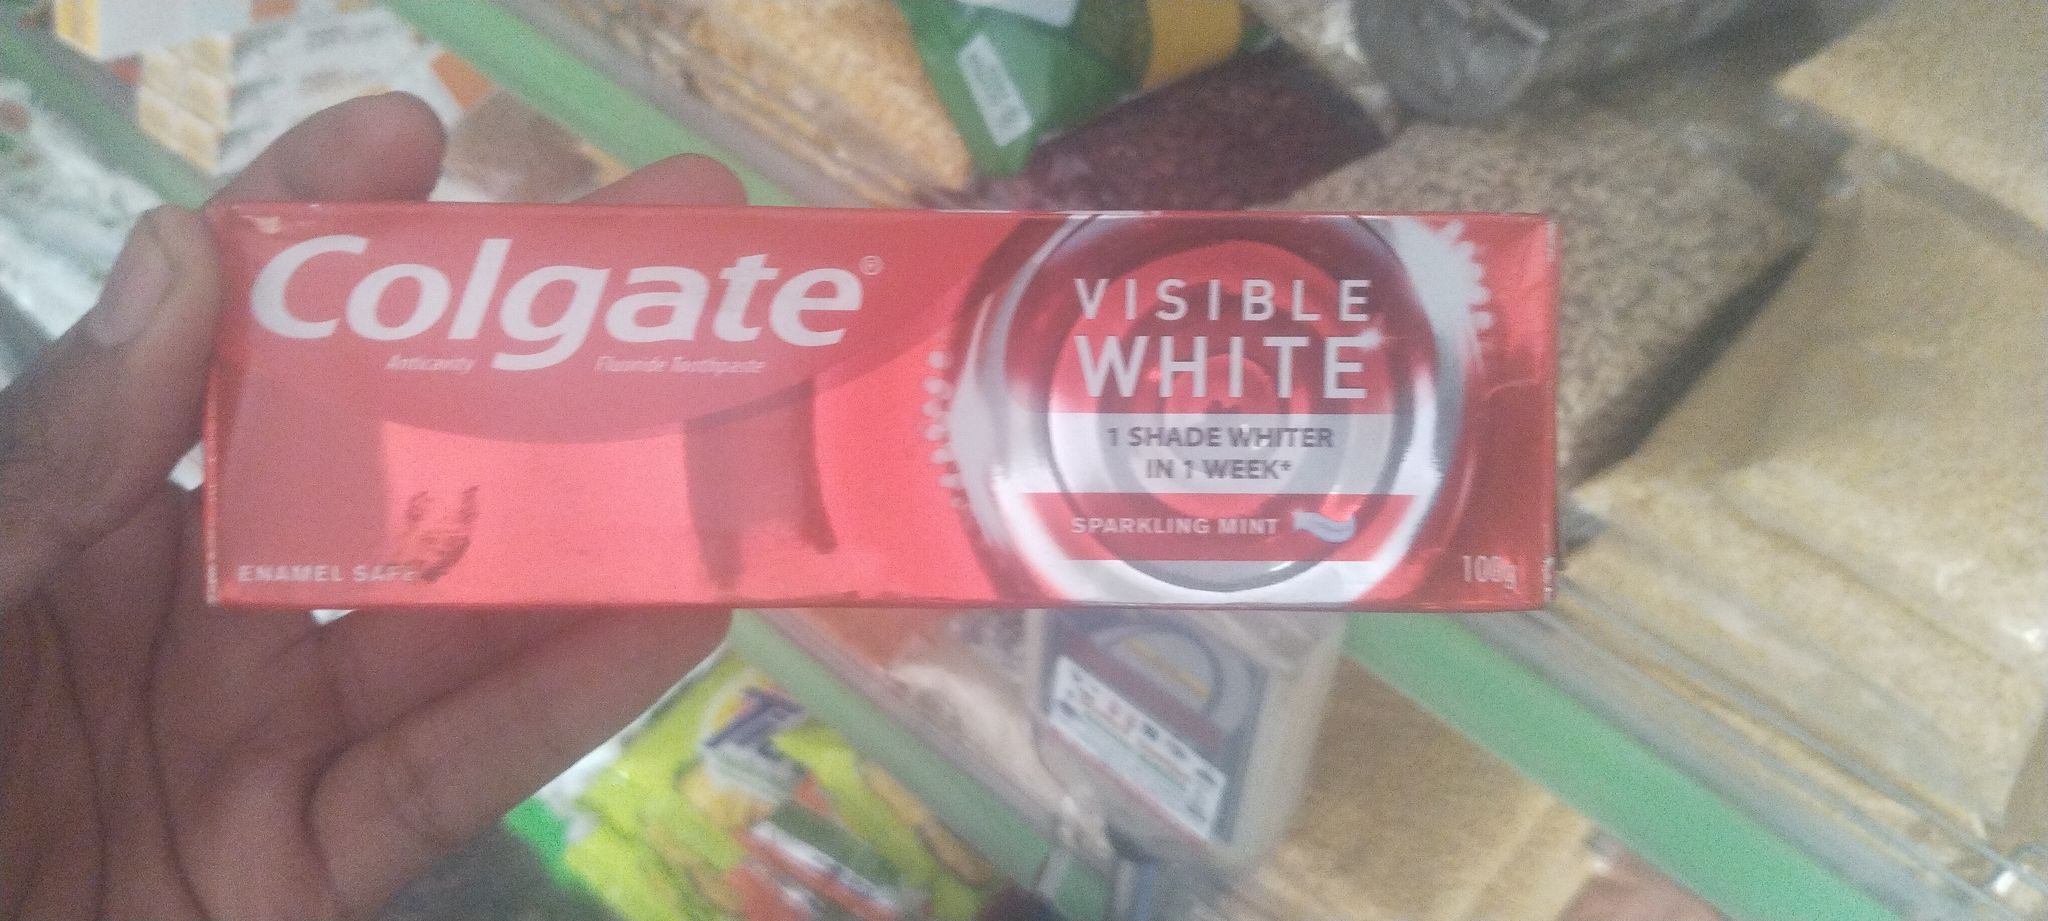 Colgate®
Anticavity Fluoride Toothpaste
VISIBLE
WHITE
1 SHADE WHITER
IN 1 WEEK*
SPARKLING MINT
ENAMEL SAFE
100g